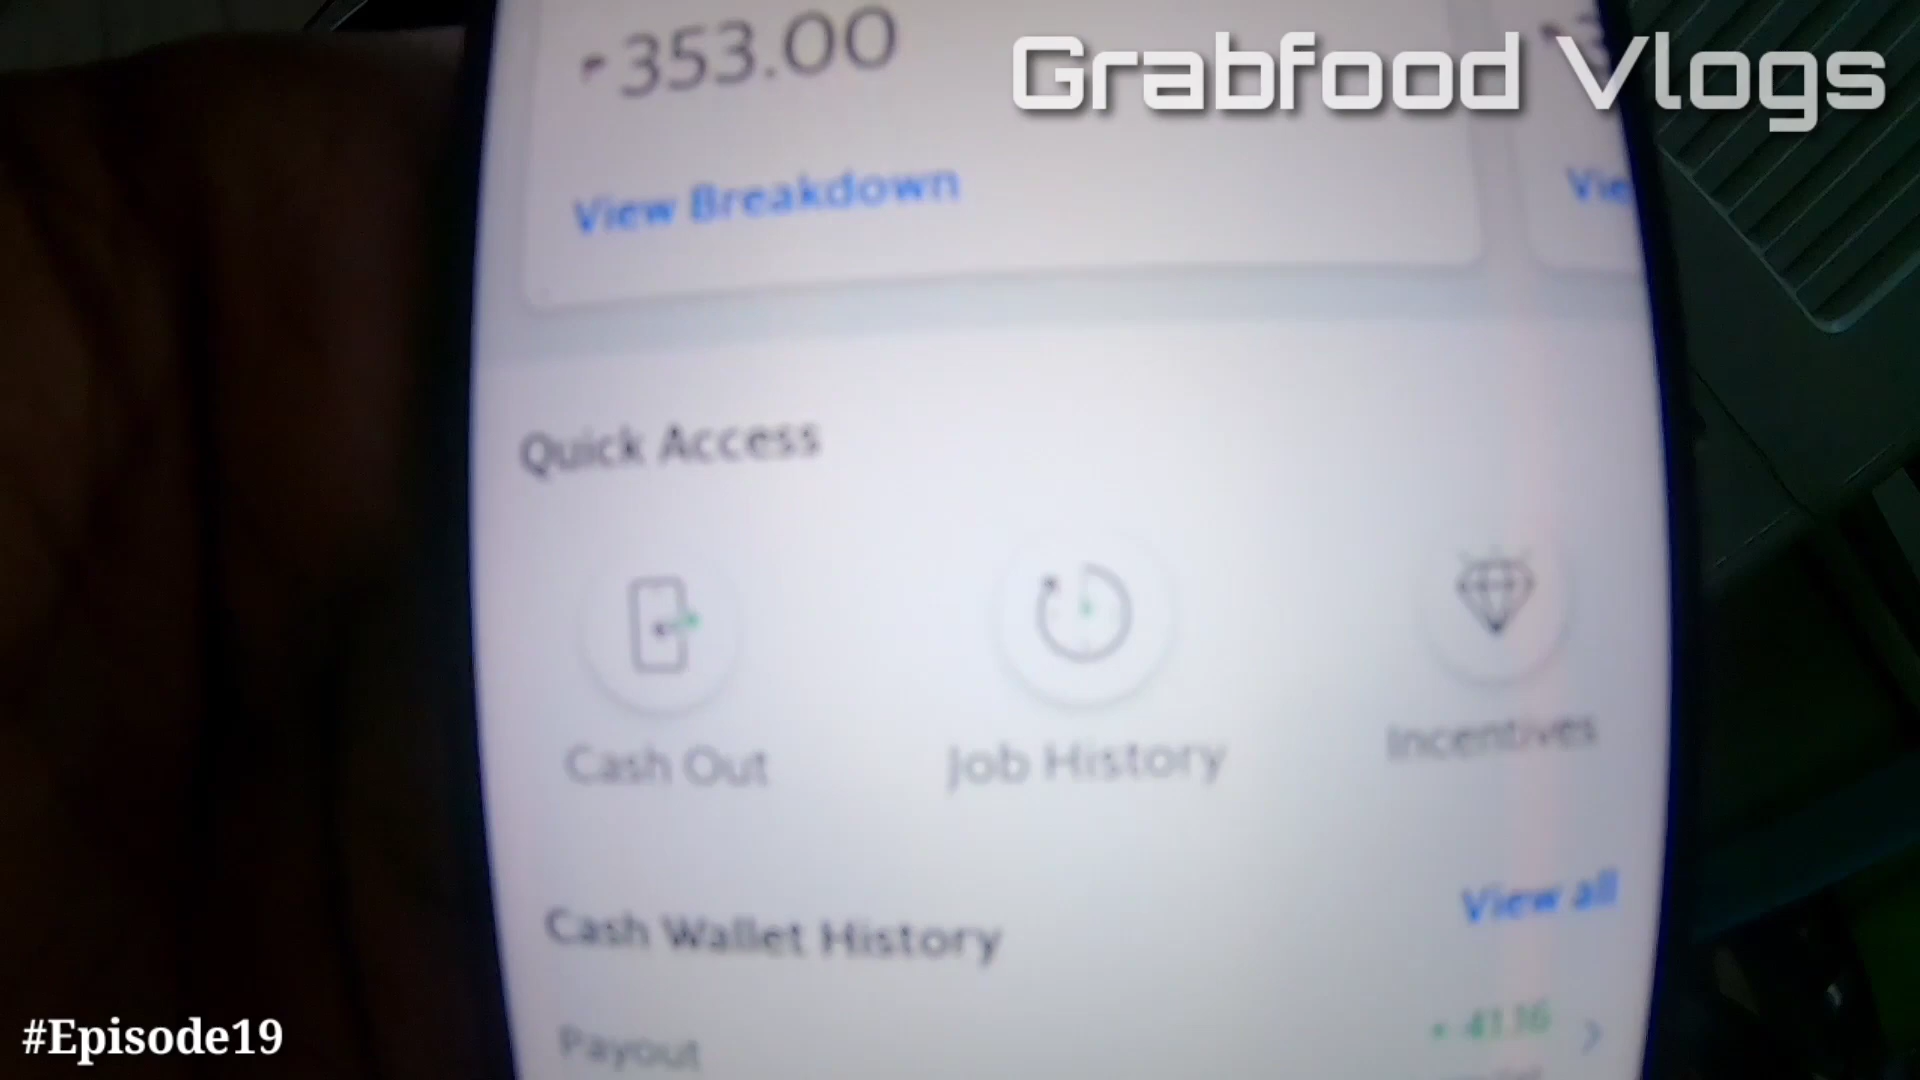 353.00
Grabfood Vlogs
View Breakdown
Quick Access
Cash Out
Job History
Incentives
Cash Wallet History
View all
Payout
#Episode19